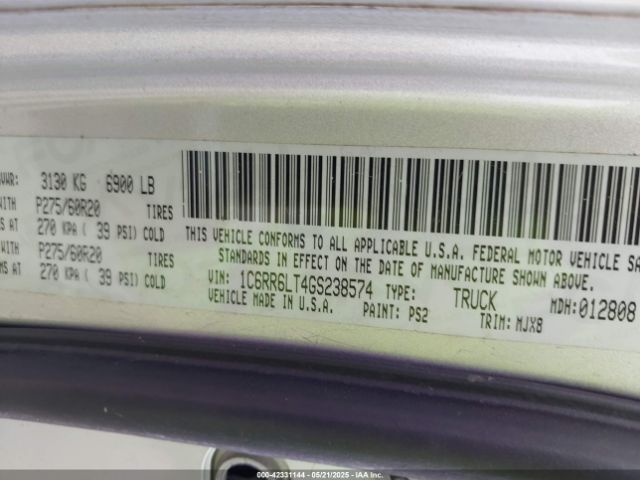 VWR: 3130 KG 6900 LB
WITH P275/60R20 TIRES
MS AT 270 KPA ( 39 PSI) COLD
WITH P275/60R20 TIRES
MS AT 270 KPA ( 39 PSI) COLD
THIS VEHICLE CONFORMS TO ALL APPLICABLE U.S.A. FEDERAL MOTOR VEHICLE SA
STANDARDS IN EFFECT ON THE DATE OF MANUFACTURE SHOWN ABOVE.
VIN: 1C6RR6LT4GS238574 TYPE: TRUCK MDH:012808
VEHICLE MADE IN U.S.A. PAINT: PS2 TRIM: MJX8
000-42331144 — 05/21/2025 — IAA, Inc.